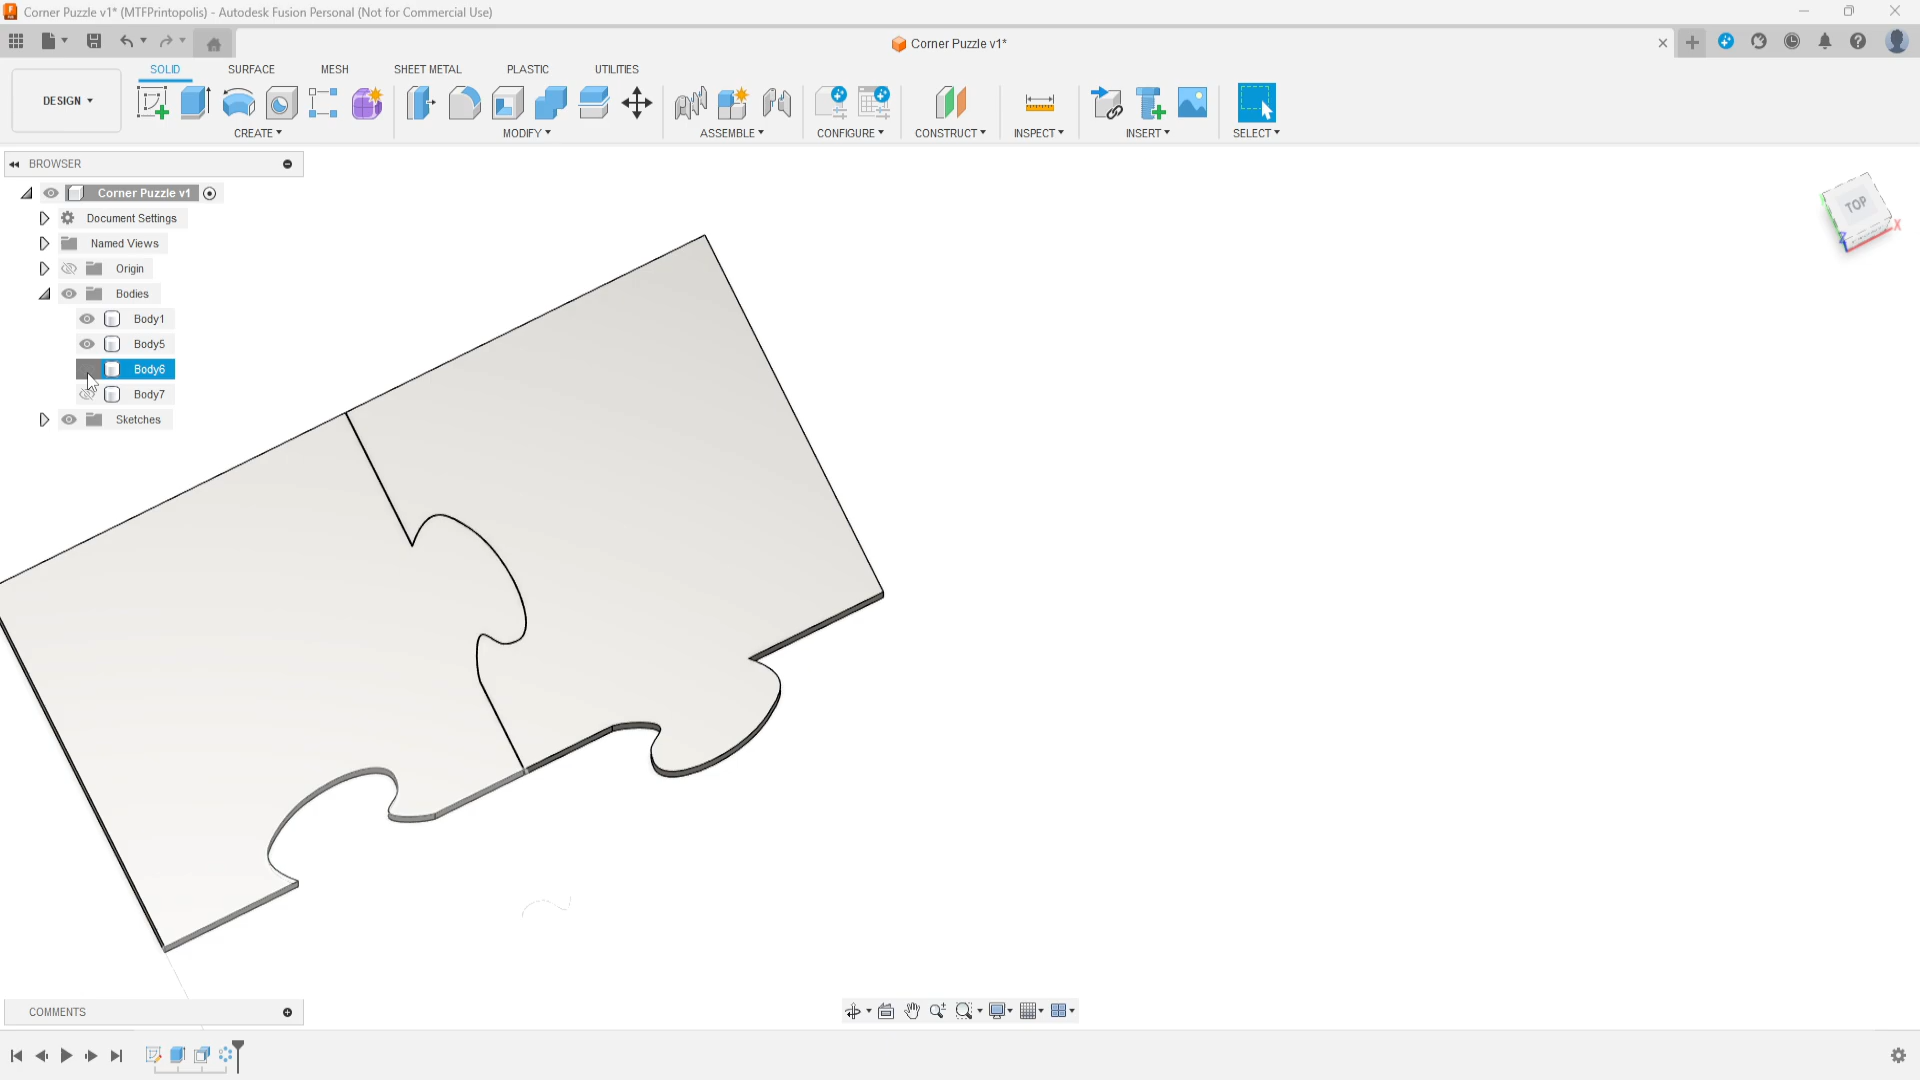 Corner Puzzle v1* (MTFPrintopolis) - Autodesk Fusion Personal (Not for Commercial Use)
Corner Puzzle v1*
SOLID SURFACE MESH SHEET METAL PLASTIC UTILITIES
DESIGN
CREATE MODIFY ASSEMBLE CONFIGURE CONSTRUCT INSPECT INSERT SELECT
BROWSER
Corner Puzzle v1
Document Settings
Named Views
Origin
Bodies
Body1
Body5
Body6
Body7
Sketches
TOP
X
Z
COMMENTS